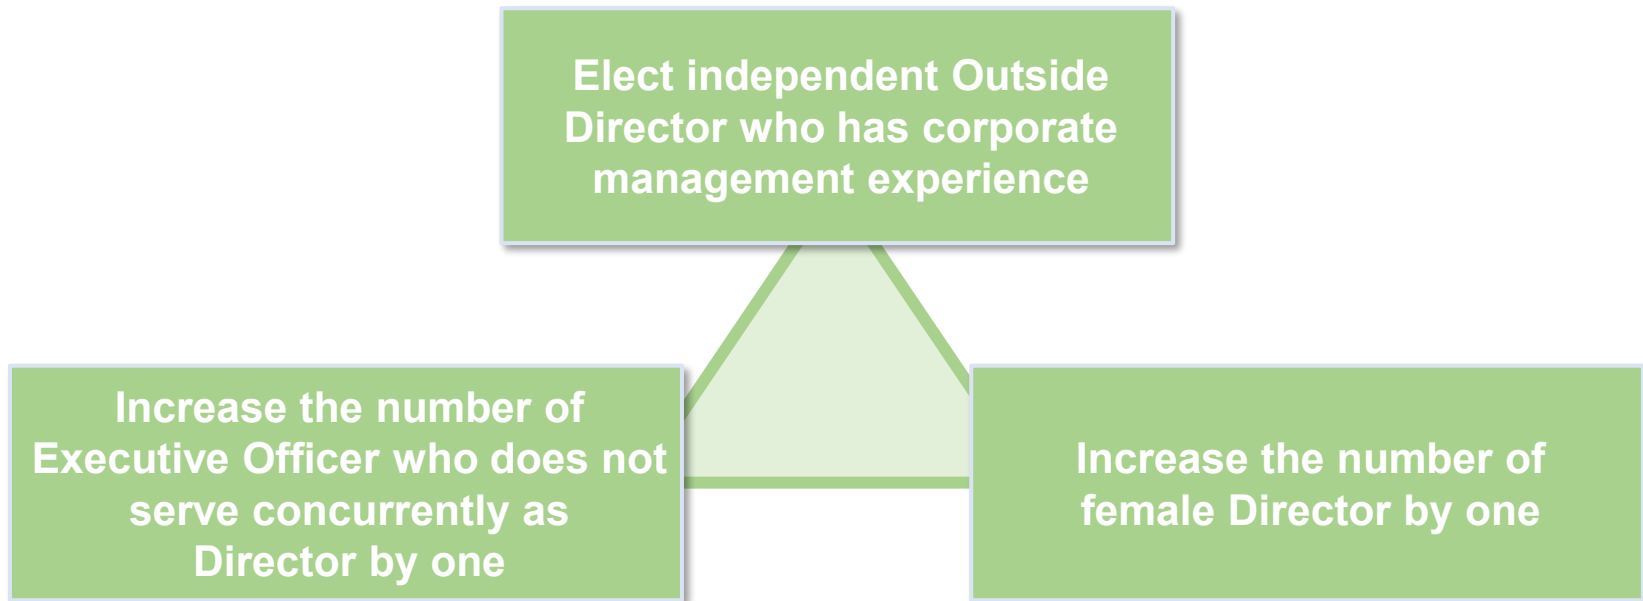 Elect independent Outside
Director who has corporate
management experience
Increase the number of
Executive Officer who does not
serve concurrently as
Director by one
Increase the number of
female Director by one